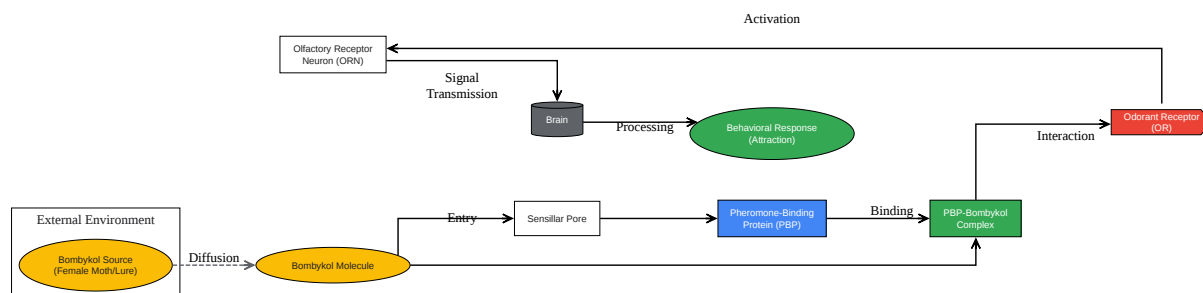 Activation
Olfactory Receptor
Neuron (ORN)
Signal
Transmission
Brain
Processing
Behavioral Response
(Attraction)
Odorant Receptor
(OR)
Interaction
External Environment
Bombykol Source
(Female Moth/Lure)
Diffusion
Bombykol Molecule
Entry
Sensillar Pore
Pheromone-Binding
Protein (PBP)
Binding
PBP-Bombykol
Complex